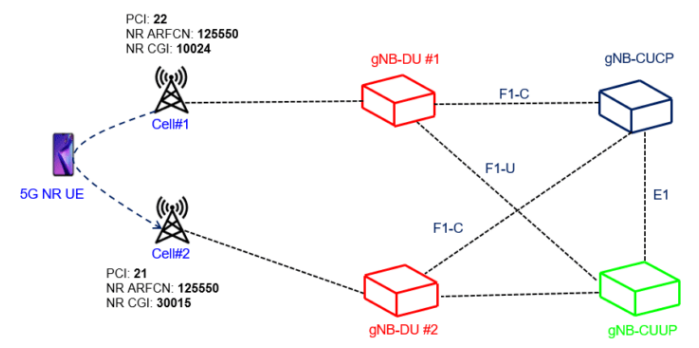 PCI: 22
NR ARFCN: 125550
NR CGI: 10024
Cell#1
gNB-DU #1
gNB-CUCP
F1-C
F1-U
5G NR UE
E1
F1-C
Cell#2
PCI: 21
NR ARFCN: 125550
NR CGI: 30015
gNB-DU #2
gNB-CUUP